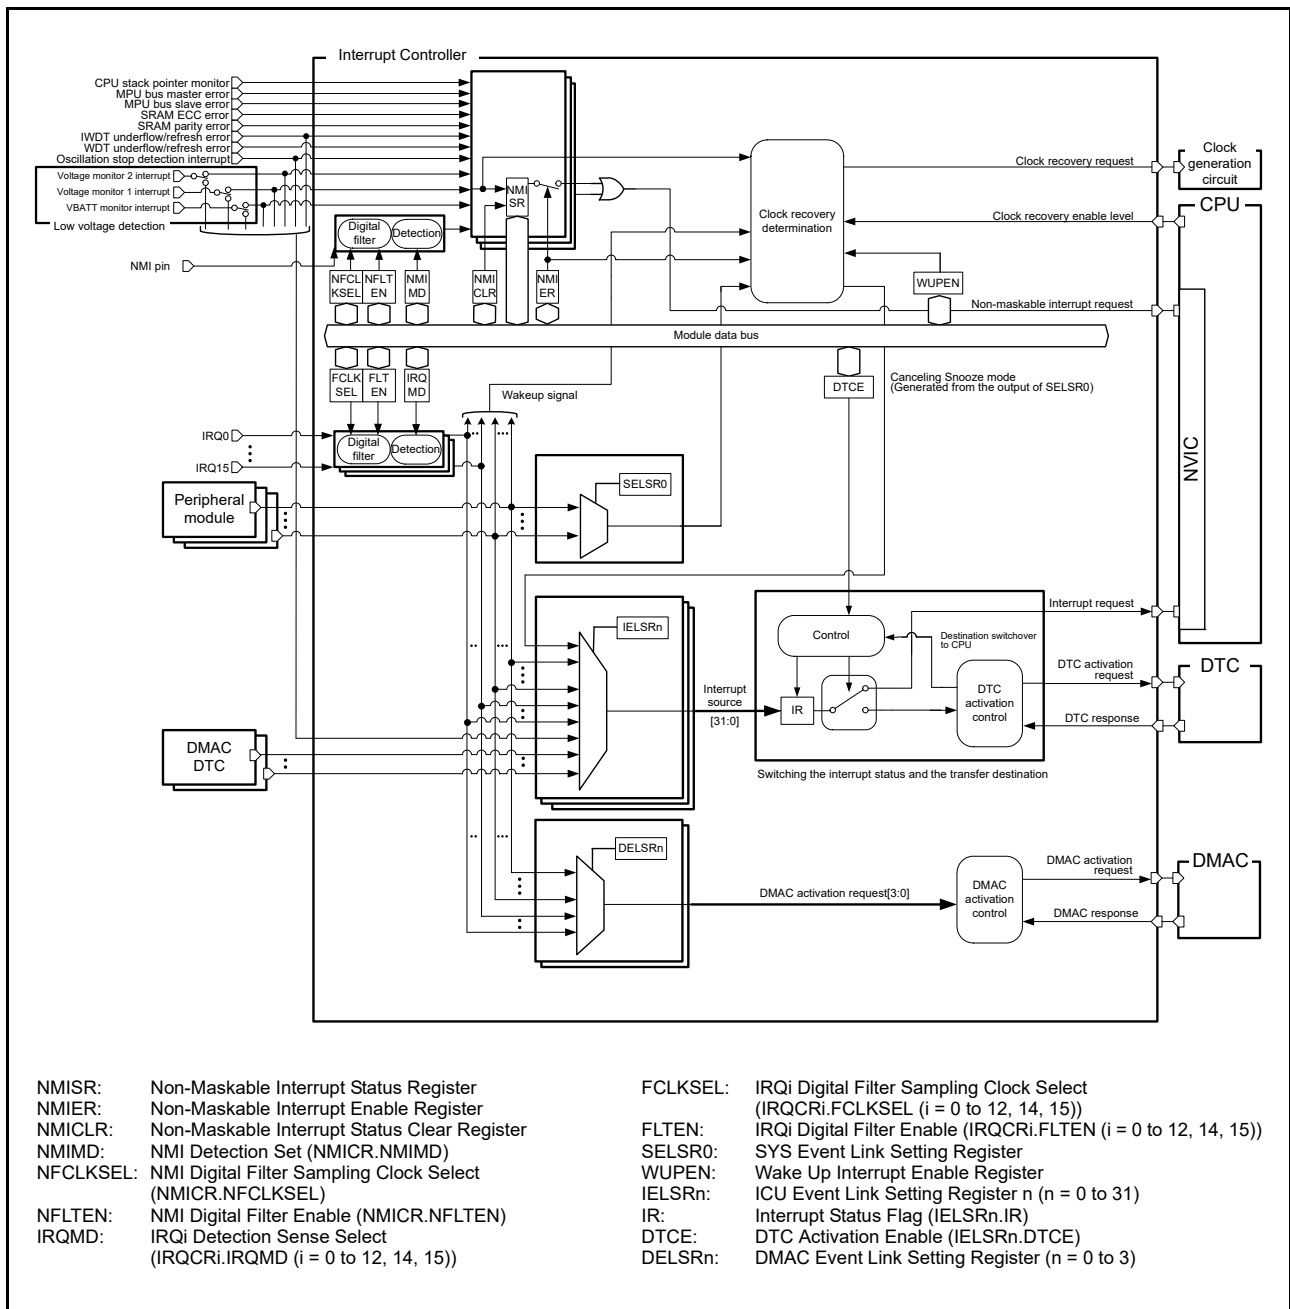 Interrupt Controller
CPU stack pointer monitor
MPU bus master error
MPU bus slave error
SRAM ECC error
SRAM parity error
IWDT underflow/refresh error
WDT underflow/refresh error
Oscillation stop detection interrupt
Voltage monitor 2 interrupt
Voltage monitor 1 interrupt
VBATT monitor interrupt
Low voltage detection
NMI pin
Digital
filter
Detection
NMI
SR
NFCL
KSEL
NFLT
EN
NMI
MD
NMI
CLR
NMI
ER
Clock recovery
determination
WUPEN
Clock recovery request
Clock recovery enable level
Non-maskable interrupt request
Clock
generation
circuit
CPU
NVIC
Module data bus
FCLK
SEL
FLT
EN
IRQ
MD
Wakeup signal
DTCE
Canceling Snooze mode
(Generated from the output of SELSR0)
IRQ0
IRQ15
Digital
filter
Detection
Peripheral
module
SELSR0
IELSRn
Control
Destination switchover
to CPU
Interrupt request
Interrupt
source
[31:0]
IR
DTC
activation
control
DTC activation
request
DTC response
DTC
Switching the interrupt status and the transfer destination
DMAC
DTC
DELSRn
DMAC activation request[3:0]
DMAC
activation
control
DMAC activation
request
DMAC response
DMAC
NMISR: Non-Maskable Interrupt Status Register
NMIER: Non-Maskable Interrupt Enable Register
NMICLR: Non-Maskable Interrupt Status Clear Register
NMIMD: NMI Detection Set (NMICR.NMIMD)
NFCLKSEL: NMI Digital Filter Sampling Clock Select
(NMICR.NFCLKSEL)
NFLTEN: NMI Digital Filter Enable (NMICR.NFLTEN)
IRQMD: IRQi Detection Sense Select
(IRQCRi.IRQMD (i = 0 to 12, 14, 15))
FCLKSEL: IRQi Digital Filter Sampling Clock Select
(IRQCRi.FCLKSEL (i = 0 to 12, 14, 15))
FLTEN: IRQi Digital Filter Enable (IRQCRi.FLTEN (i = 0 to 12, 14, 15))
SELSR0: SYS Event Link Setting Register
WUPEN: Wake Up Interrupt Enable Register
IELSRn: ICU Event Link Setting Register n (n = 0 to 31)
IR: Interrupt Status Flag (IELSRn.IR)
DTCE: DTC Activation Enable (IELSRn.DTCE)
DELSRn: DMAC Event Link Setting Register (n = 0 to 3)